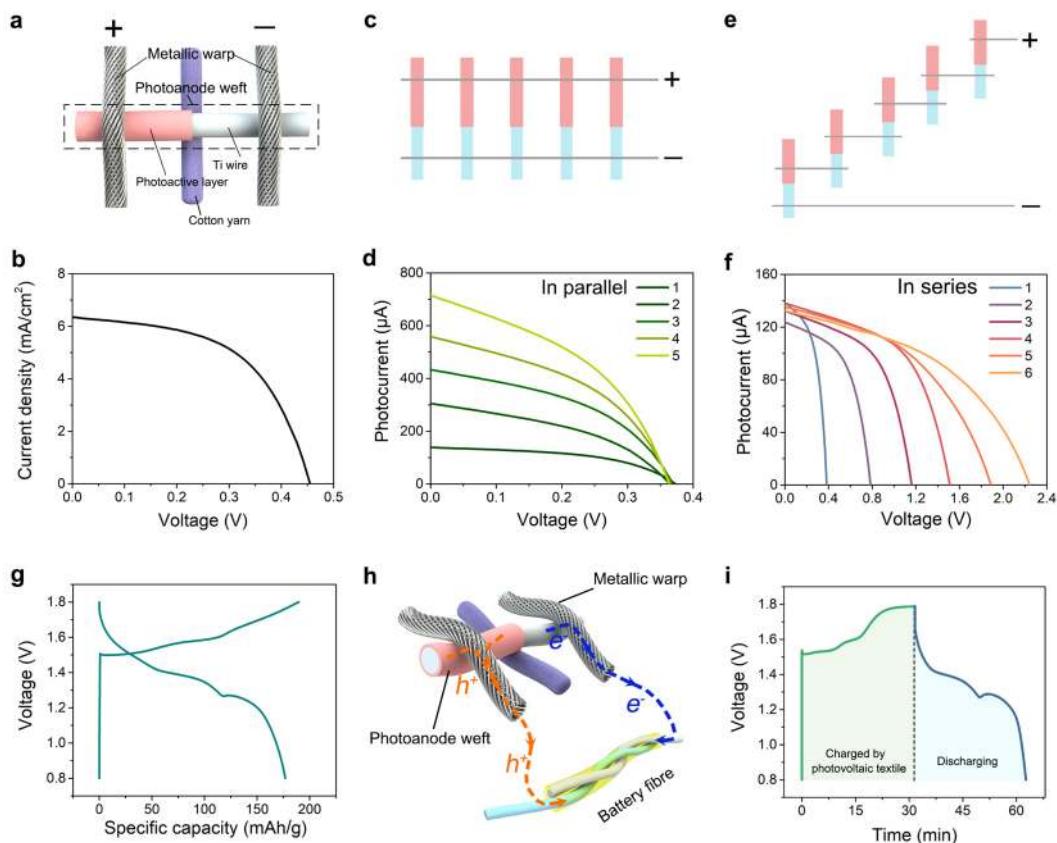 a
+
−
Metallic warp
Photoanode weft
Ti wire
Photoactive layer
Cotton yarn
c
+
−
e
+
−
b
Current density (mA/cm²)
8
6
4
2
0
0.0 0.1 0.2 0.3 0.4 0.5
Voltage (V)
d
Photocurrent (μA)
800
600
400
200
0
In parallel
1
2
3
4
5
0.0 0.1 0.2 0.3 0.4
Voltage (V)
f
Photocurrent (μA)
160
120
80
40
0
In series
1
2
3
4
5
6
0.0 0.4 0.8 1.2 1.6 2.0 2.4
Voltage (V)
g
Voltage (V)
1.8
1.6
1.4
1.2
1.0
0.8
0 50 100 150 200
Specific capacity (mAh/g)
h
Metallic warp
e⁻
h⁺
Photoanode weft
e⁻
h⁺
Battery fibre
i
Voltage (V)
1.8
1.6
1.4
1.2
1.0
0.8
Charged by
photovoltaic textile
Discharging
0 15 30 45 60
Time (min)